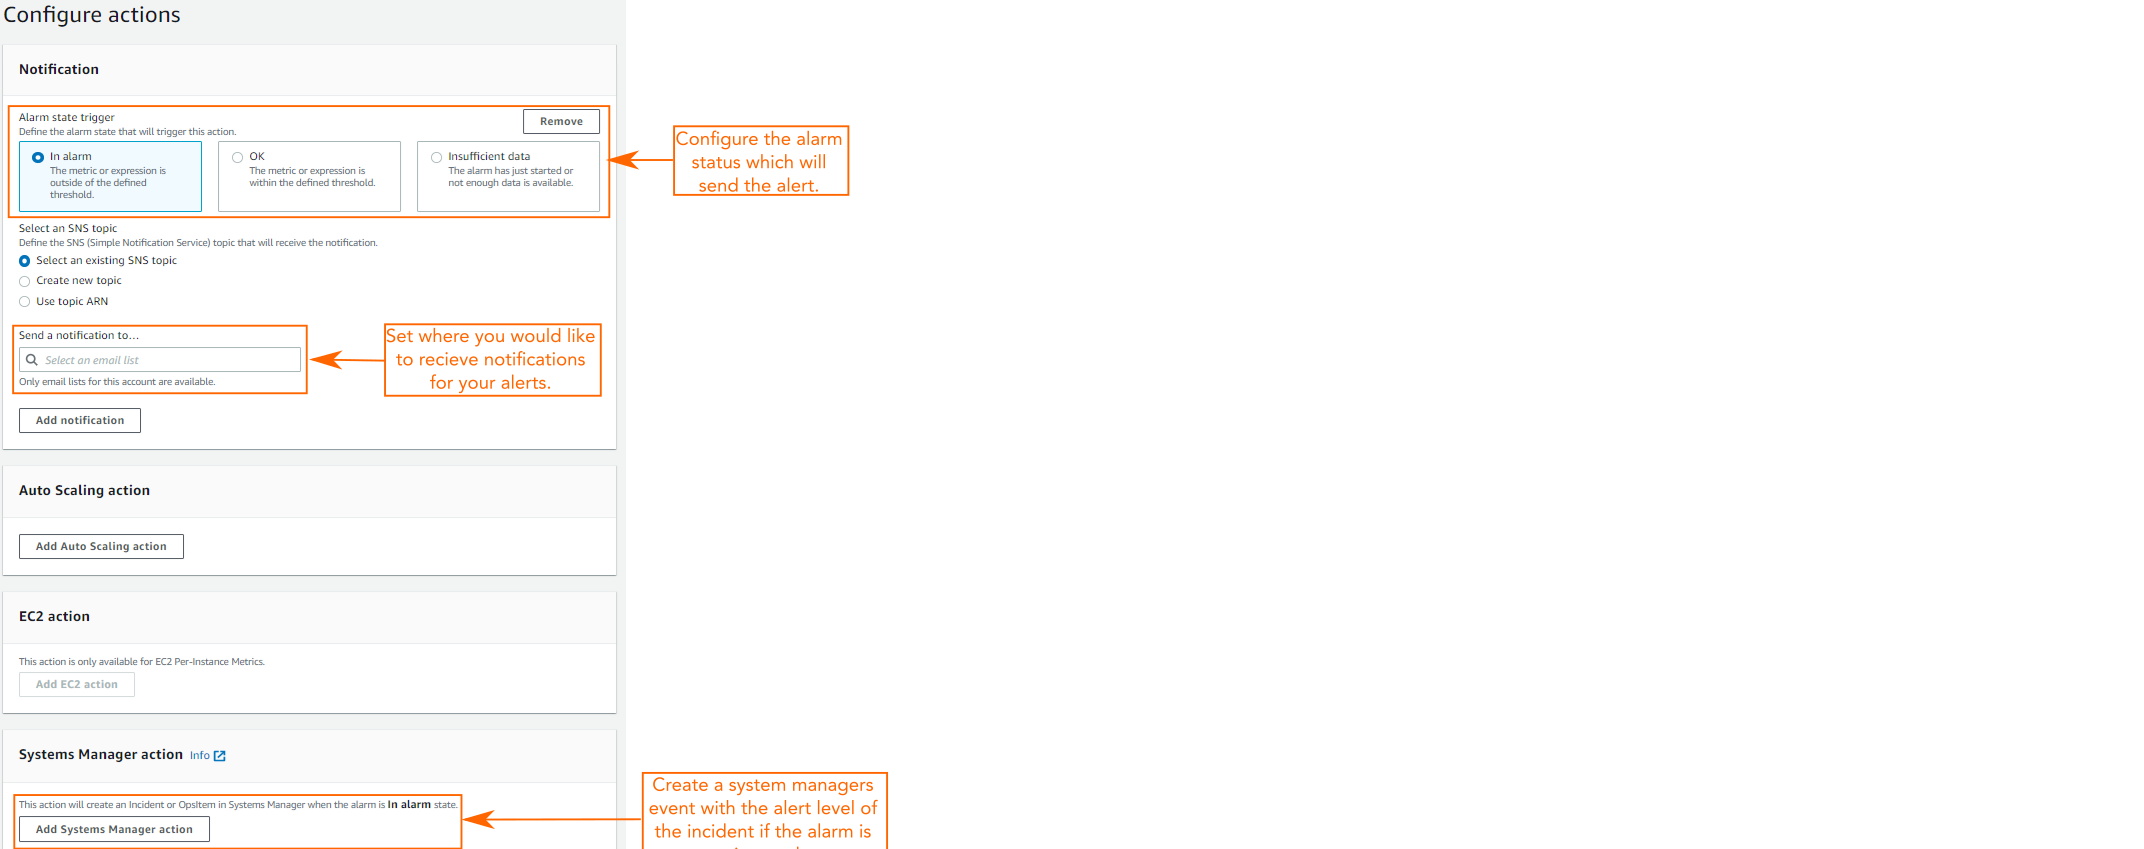 Configure actions
Notification
Alarm state trigger
Define the alarm state that will trigger this action.
Remove
In alarm
The metric or expression is
outside of the defined
threshold.
OK
The metric or expression is
within the defined threshold.
Insufficient data
The alarm has just started or
not enough data is available.
Configure the alarm
status which will
send the alert.
Select an SNS topic
Define the SNS (Simple Notification Service) topic that will receive the notification.
Select an existing SNS topic
Create new topic
Use topic ARN
Send a notification to...
Select an email list
Only email lists for this account are available.
Set where you would like
to recieve notifications
for your alerts.
Add notification
Auto Scaling action
Add Auto Scaling action
EC2 action
This action is only available for EC2 Per-Instance Metrics.
Add EC2 action
Systems Manager action Info
This action will create an Incident or OpsItem in Systems Manager when the alarm is In alarm state.
Add Systems Manager action
Create a system managers
event with the alert level of
the incident if the alarm is